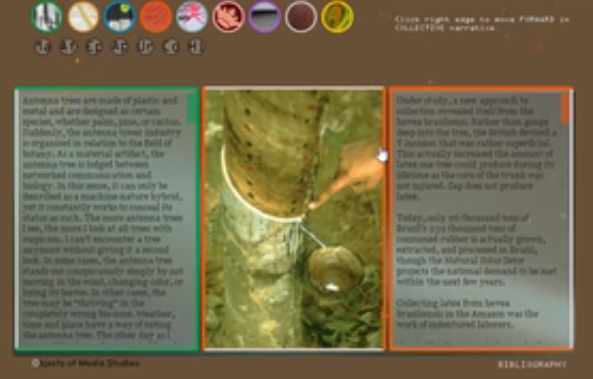 Click right edge to move FORWARD in
COLLECTIVE narrative.
Antenna trees are made of plastic and
metal and are designed as certain
species, whether palm, pine, or cactus.
Suddenly, the antenna tower industry
is organized in relation to the field of
botany. As a material artifact, the
antenna tree is lodged between
networked communication and
biology. In this sense, it can only be
described as a machine-nature hybrid,
yet it constantly works to conceal its
status as such. The more antenna trees
I see, the more I look at all trees with
suspicion. I can't encounter a tree
anymore without giving it a second
look. In some cases, the antenna tree
stands out conspicuously simply by not
moving in the wind, changing color, or
losing its leaves. In other cases, the
tree may be "thriving" in the
completely wrong bio-zone. Weather,
time and place have a way of outing
the antenna tree. The other day as I
Under study, a new approach to
collection revealed itself from the
hevea brasiliensi. Rather than gouge
deep into the tree, the British devised a
Y incision that was rather superficial.
This actually increased the amount of
latex one tree could produce during its
lifetime as the core of the trunk was
not injured. Sap does not produce
latex.
Today, only 96 thousand tons of
Brazil's 239 thousand tons of
consumed rubber is actually grown,
extracted, and processed in Brazil,
though the Natural
projects the national demand to be met
within the next few years.
Collecting latex from hevea
brasiliensis in the Amazon was the
work of indentured laborers.
Objects of Media Studies
BIBLIOGRAPHY